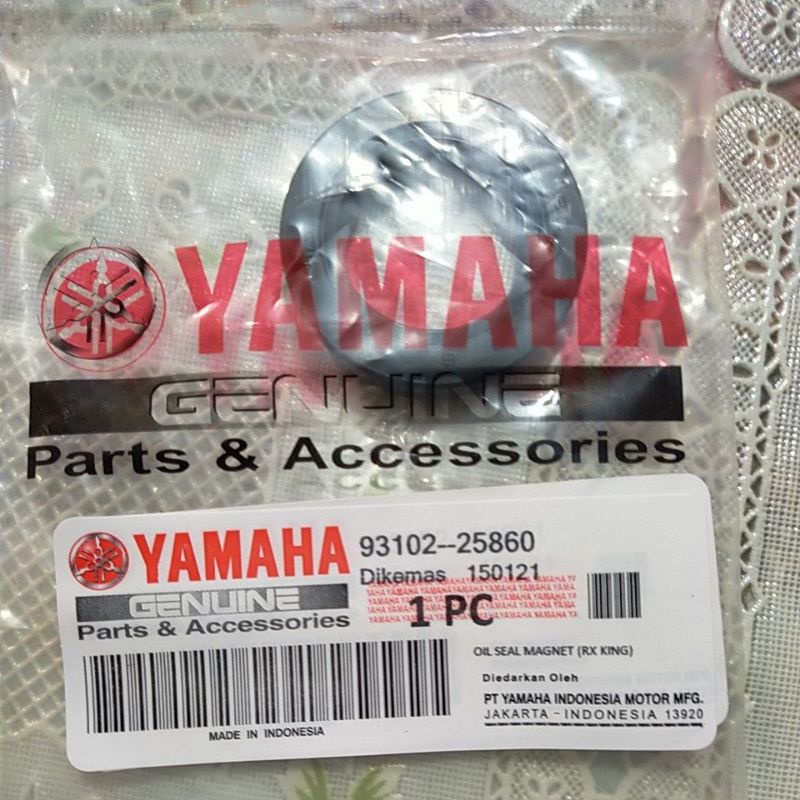 YAMAHA
GENUINE
Parts & Accessories
YAMAHA
GENUINE
Parts & Accessories
MADE IN INDONESIA
93102--25860
Dikemas 150121
1 PC
OIL SEAL MAGNET (RX KING)
Diedarkan Oleh
PT YAMAHA INDONESIA MOTOR MFG.
JAKARTA - INDONESIA 13920